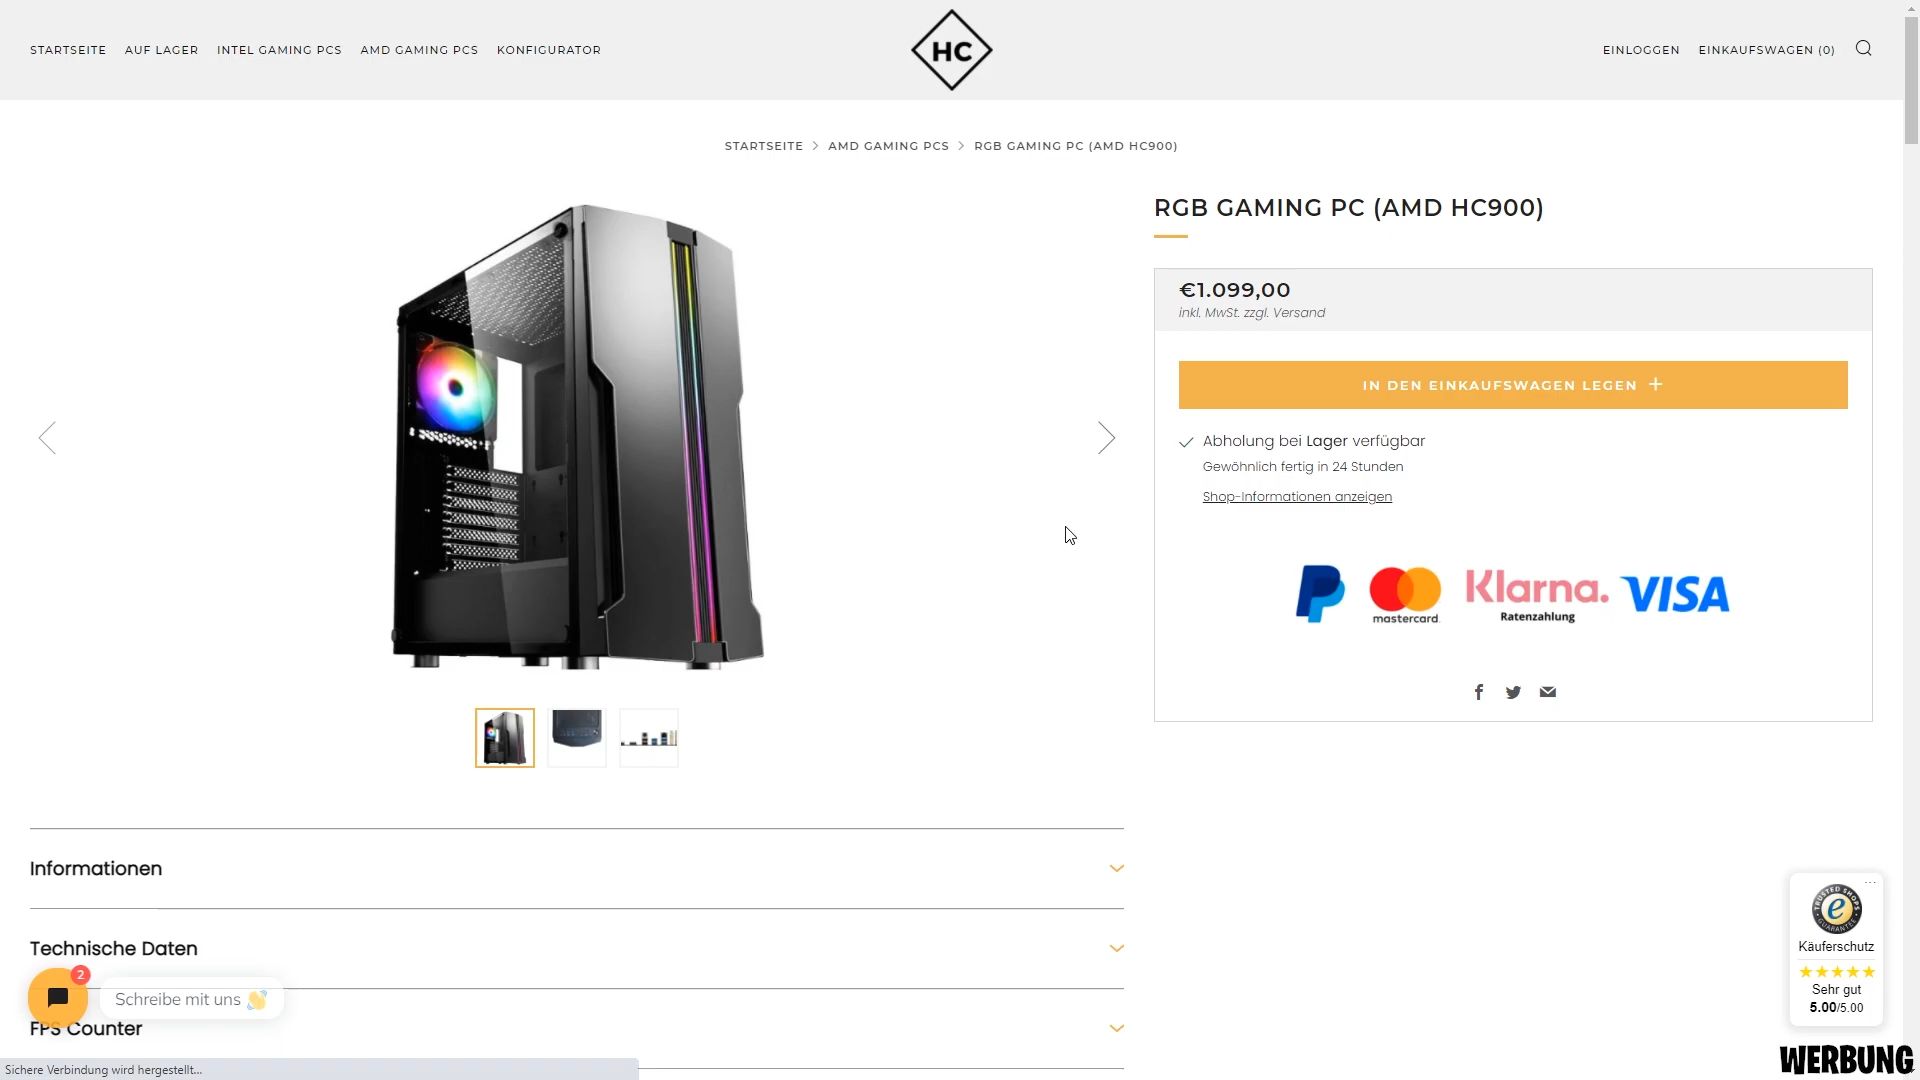 STARTSEITE AUF LAGER INTEL GAMING PCS AMD GAMING PCS KONFIGURATOR
HC
EINLOGGEN EINKAUFSWAGEN (0)
STARTSEITE > AMD GAMING PCS > RGB GAMING PC (AMD HC900)
RGB GAMING PC (AMD HC900)
€1.099,00
inkl. MwSt. zzgl. Versand
IN DEN EINKAUFSWAGEN LEGEN +
Abholung bei Lager verfügbar
Gewöhnlich fertig in 24 Stunden
Shop-Informationen anzeigen
mastercard.
Klarna.
Ratenzahlung
VISA
Informationen
Technische Daten
2
Schreibe mit uns 👋
FPS Counter
Sichere Verbindung wird hergestellt...
...
TRUSTED SHOPS
e
GUARANTEE
Käuferschutz
Sehr gut
5.00/5.00
WERBUNG